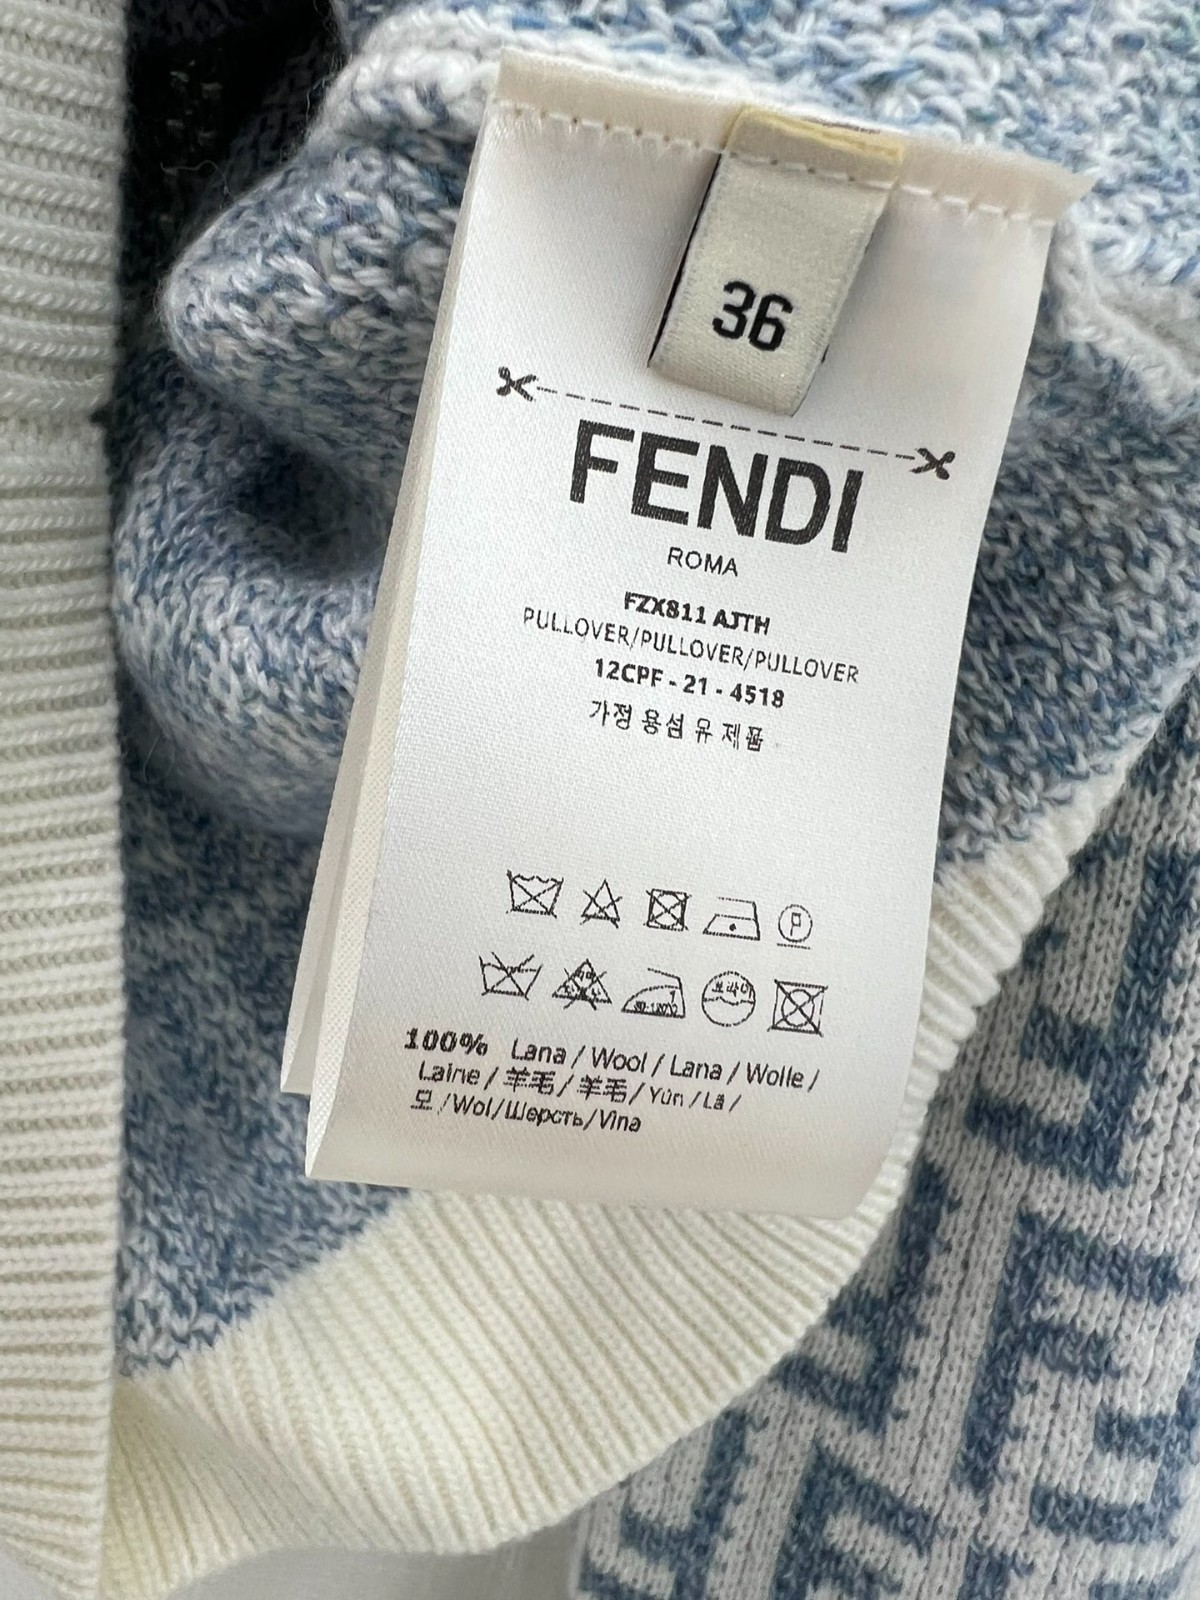 36
FENDI
ROMA
FZX811 AJTH
PULLOVER/PULLOVER/PULLOVER
12CPF - 21 - 4518
가정 용섬 유 제품
P
100% Lana / Wool / Lana / Wolle /
Laine / 羊毛 / 羊毛 / Yün / Lã /
모 / Wol / Шерсть / Vlna